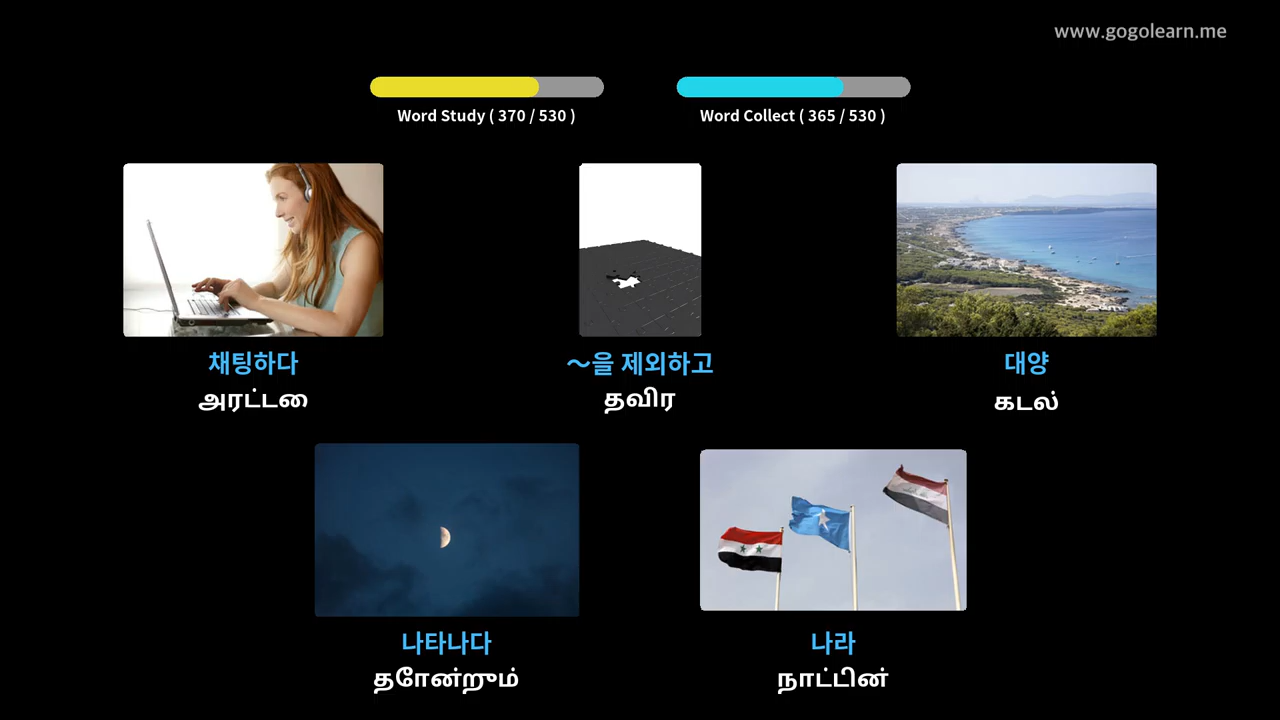 www.gogolearn.me
Word Study ( 370 / 530 )
Word Collect ( 365 / 530 )
채팅하다
அரட்டை
～을 제외하고
தவிர
대양
கடல்
나타나다
தோன்றும்
나라
நாட்டின்